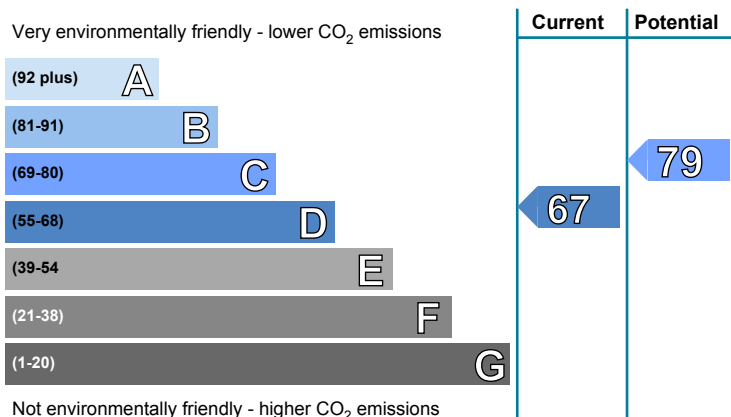 Current Potential
Very environmentally friendly - lower CO2 emissions
(92 plus) A
(81-91) B
(69-80) C
79
(55-68) D
67
(39-54 E
(21-38) F
(1-20) G
Not environmentally friendly - higher CO2 emissions